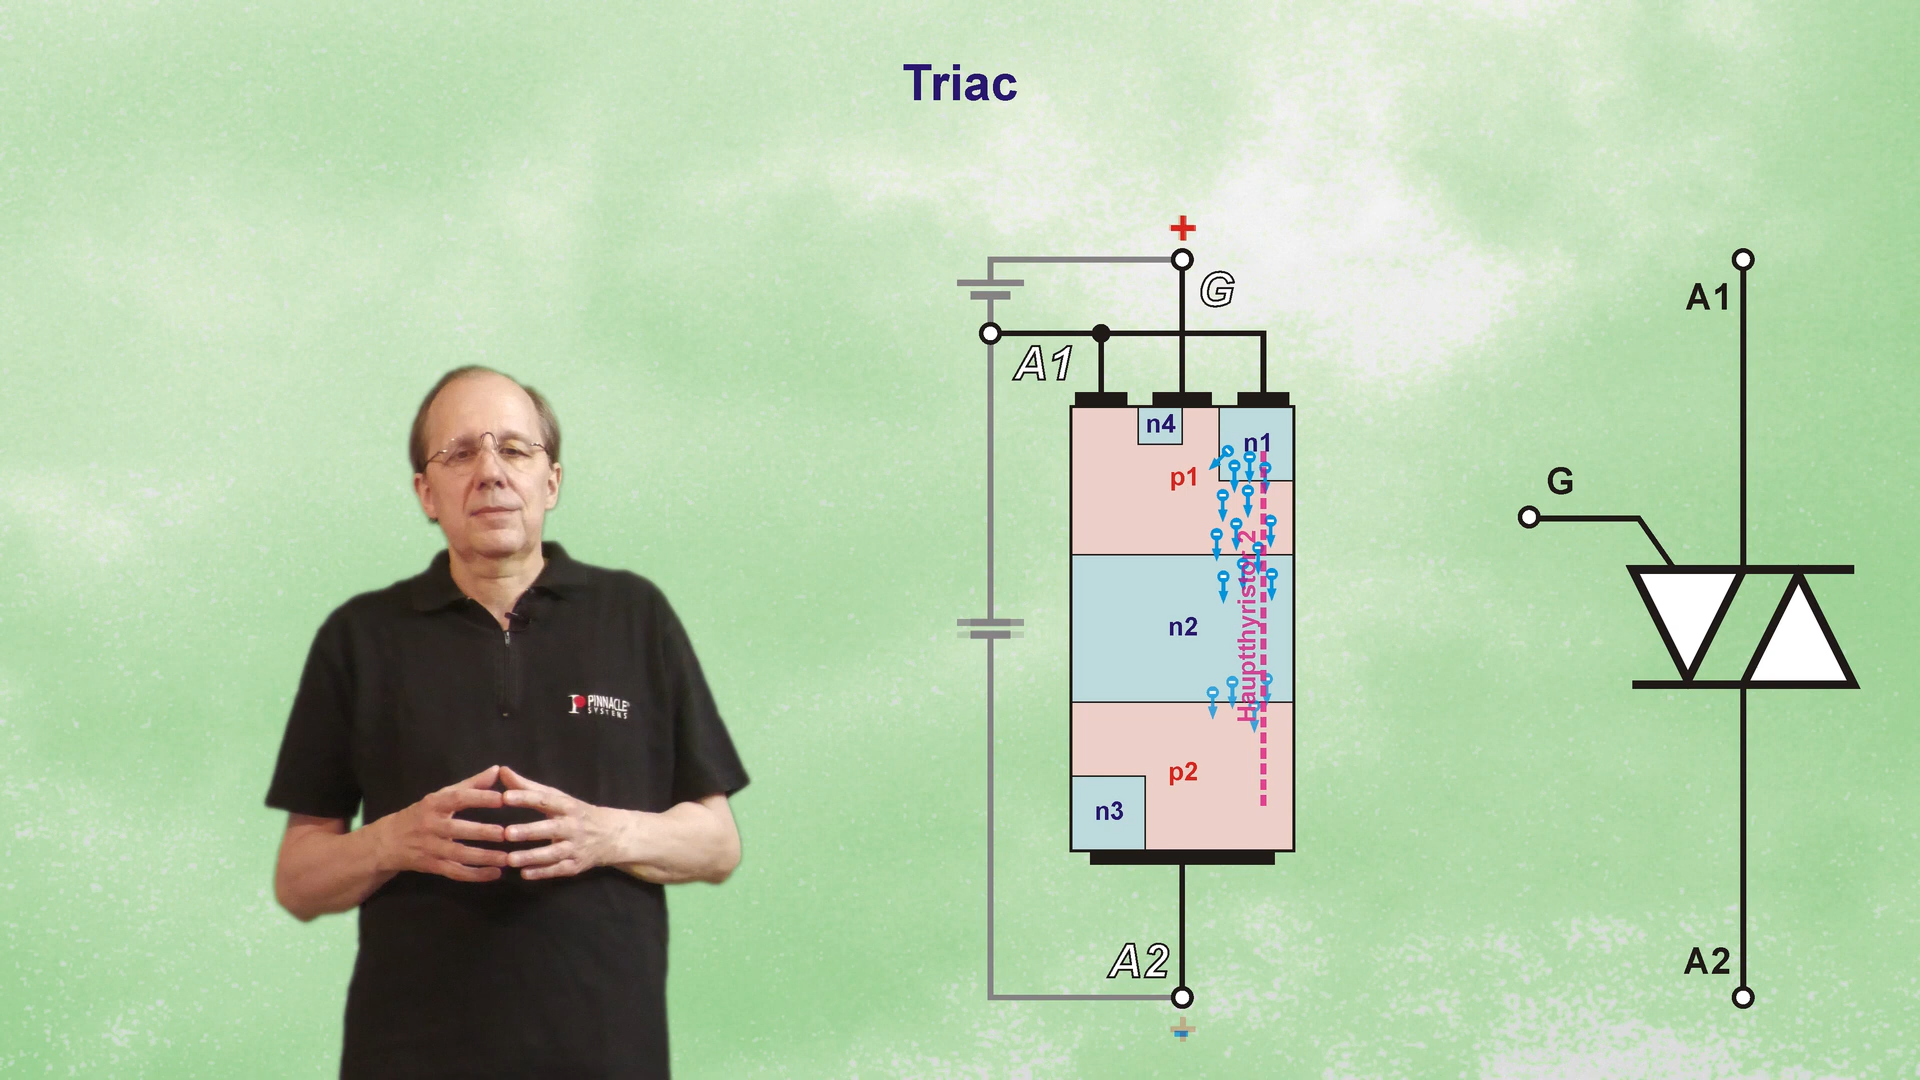 Triac
+
G
A1
n4
n1
p1
Hauptthyristor 2
n2
p2
n3
A2
A1
G
A2
PINNACLE
SYSTEMS